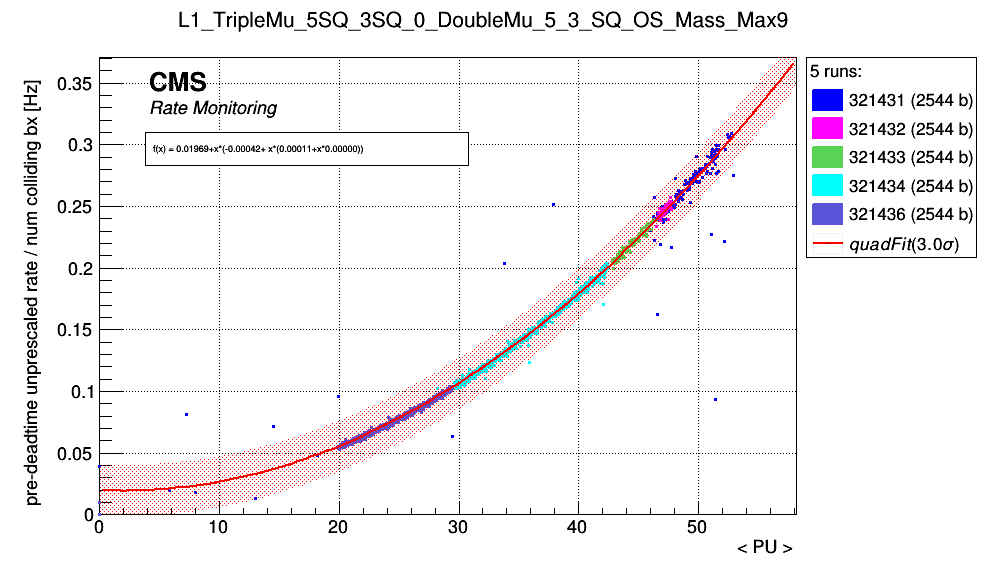 L1_TripleMu_5SQ_3SQ_0_DoubleMu_5_3_SQ_OS_Mass_Max9
pre-deadtime unprescaled rate / num colliding bx [Hz]
0.35
0.3
0.25
0.2
0.15
0.1
0.05
0
CMS
Rate Monitoring
f(x) = 0.01969+x*(-0.00042+ x*(0.00011+x*0.00000))
0 10 20 30 40 50
< PU >
5 runs:
321431 (2544 b)
321432 (2544 b)
321433 (2544 b)
321434 (2544 b)
321436 (2544 b)
quadFit(3.0σ)